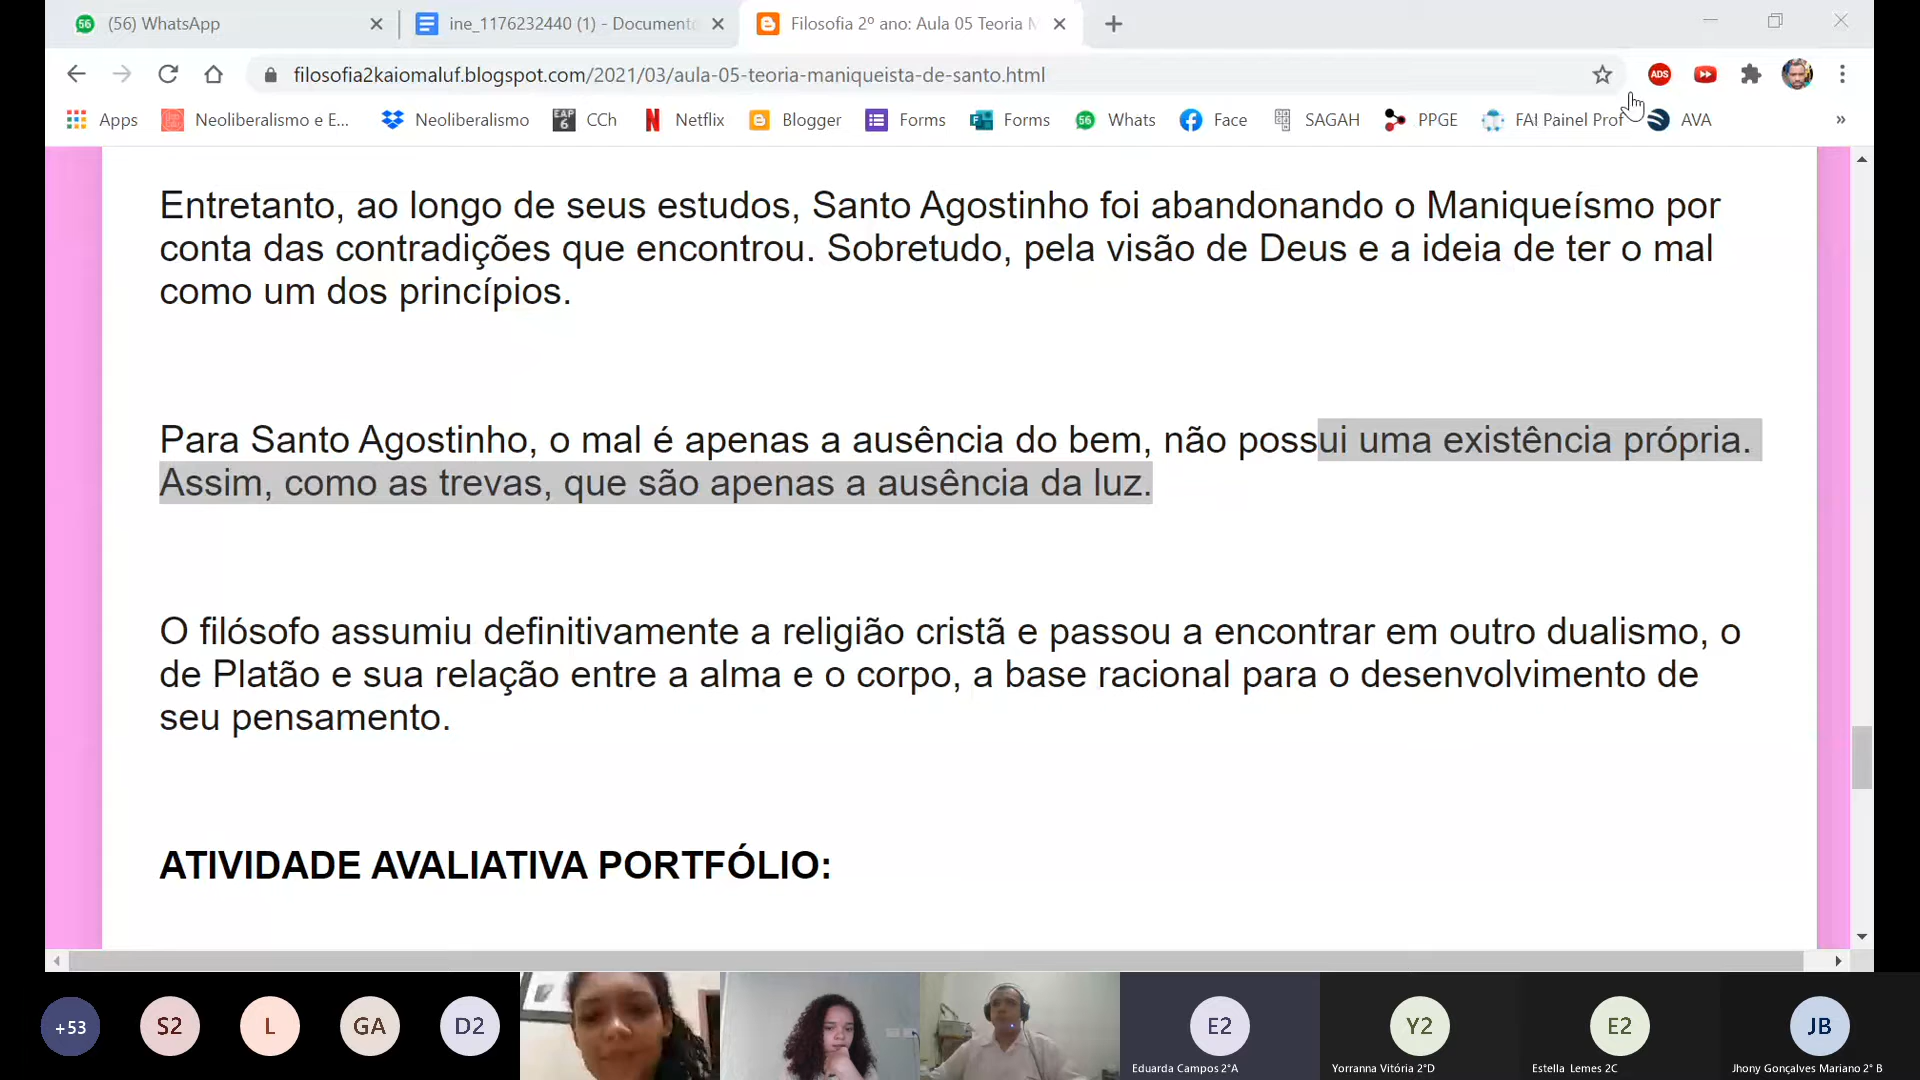 56 (56) WhatsApp
ine_1176232440 (1) - Documento
Filosofia 2º ano: Aula 05 Teoria M
filosofia2kaiomaluf.blogspot.com/2021/03/aula-05-teoria-maniqueista-de-santo.html
ADS
Apps
Neoliberalismo e E...
Neoliberalismo
EAP 6 CCh
Netflix
Blogger
Forms
Forms
56 Whats
Face
SAGAH
PPGE
FAI Painel Prof
AVA
»
Entretanto, ao longo de seus estudos, Santo Agostinho foi abandonando o Maniqueísmo por
conta das contradições que encontrou. Sobretudo, pela visão de Deus e a ideia de ter o mal
como um dos princípios.
Para Santo Agostinho, o mal é apenas a ausência do bem, não possui uma existência própria.
Assim, como as trevas, que são apenas a ausência da luz.
O filósofo assumiu definitivamente a religião cristã e passou a encontrar em outro dualismo, o
de Platão e sua relação entre a alma e o corpo, a base racional para o desenvolvimento de
seu pensamento.
ATIVIDADE AVALIATIVA PORTFÓLIO:
+53
S2
L
GA
D2
E2
Eduarda Campos 2°A
Y2
Yorranna Vitória 2°D
E2
Estella Lemes 2C
JB
Jhony Gonçalves Mariano 2° B